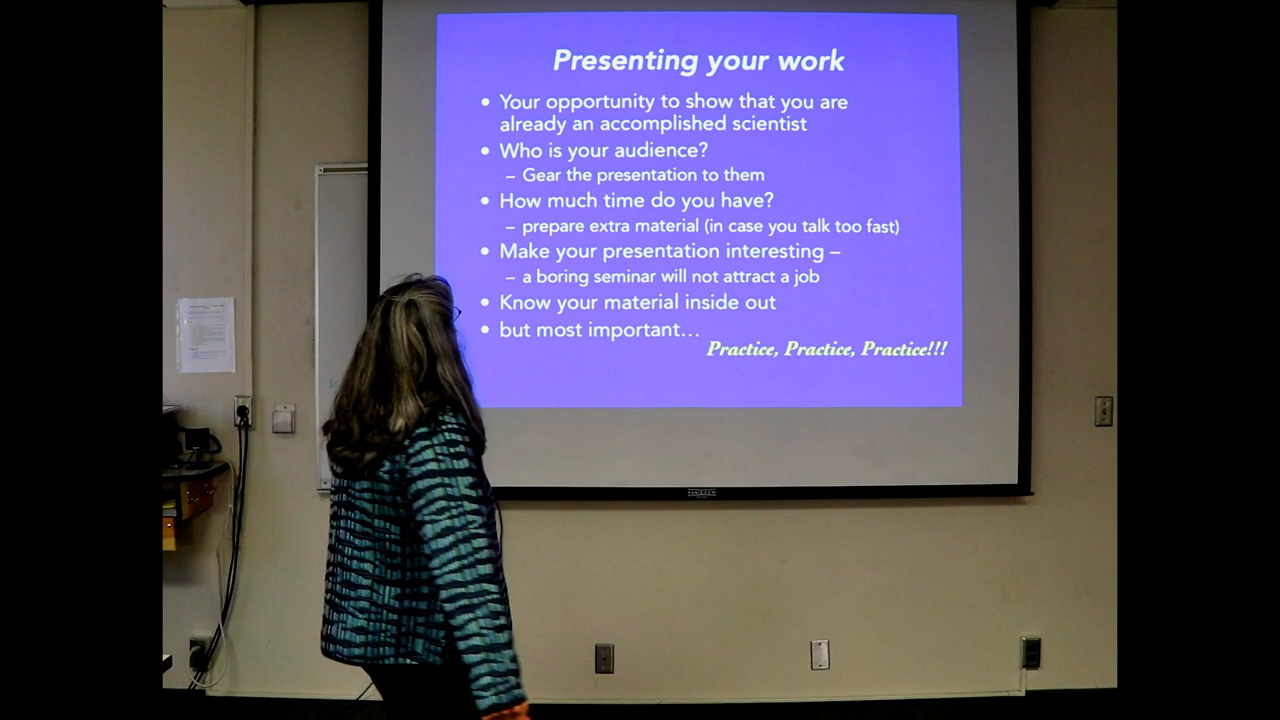 Presenting your work
• Your opportunity to show that you are
already an accomplished scientist
• Who is your audience?
– Gear the presentation to them
• How much time do you have?
– prepare extra material (in case you talk too fast)
• Make your presentation interesting –
– a boring seminar will not attract a job
• Know your material inside out
• but most important…
Practice, Practice, Practice!!!